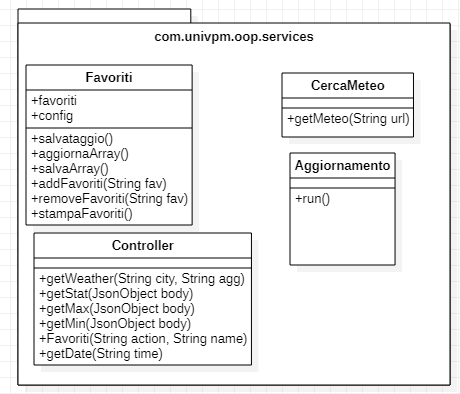 com.univpm.oop.services
Favoriti
+favoriti
+config
+salvataggio()
+aggiornaArray()
+salvaArray()
+addFavoriti(String fav)
+removeFavoriti(String fav)
+stampaFavoriti()
CercaMeteo
+getMeteo(String url)
Aggiornamento
+run()
Controller
+getWeather(String city, String agg)
+getStat(JsonObject body)
+getMax(JsonObject body)
+getMin(JsonObject body)
+Favoriti(String action, String name)
+getDate(String time)